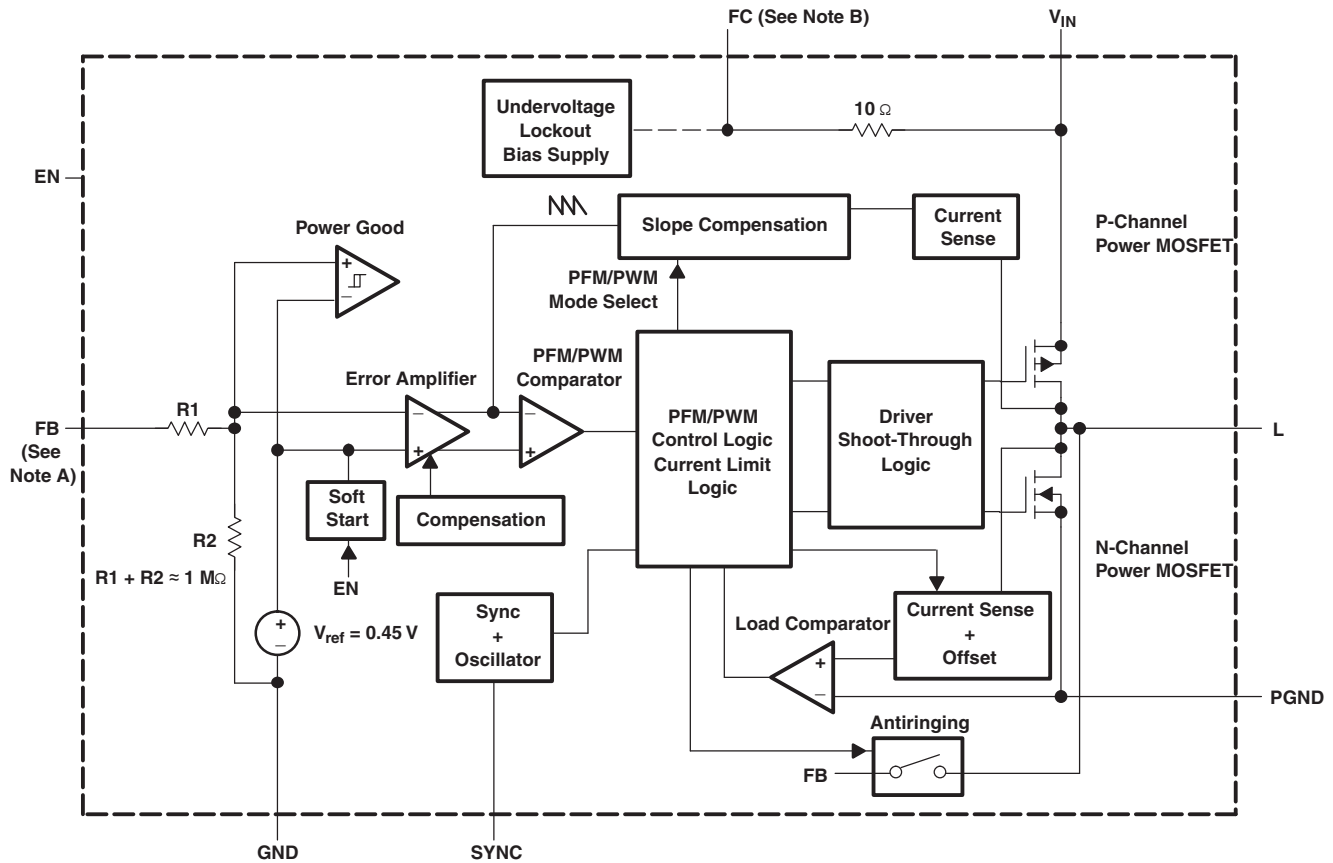 FC (See Note B)
VIN
Undervoltage
Lockout
Bias Supply
10 Ω
EN
Slope Compensation
Current
Sense
P-Channel
Power MOSFET
Power Good
+
–
PFM/PWM
Mode Select
PFM/PWM
Comparator
Error Amplifier
R1
FB
(See
Note A)
–
+
–
+
PFM/PWM
Control Logic
Current Limit
Logic
Driver
Shoot-Through
Logic
L
Soft
Start
Compensation
R2
R1 + R2 ≈ 1 MΩ
EN
N-Channel
Power MOSFET
Sync
+
Oscillator
Current Sense
+
Offset
Load Comparator
+
–
Vref = 0.45 V
+
–
PGND
Antiringing
FB
GND
SYNC